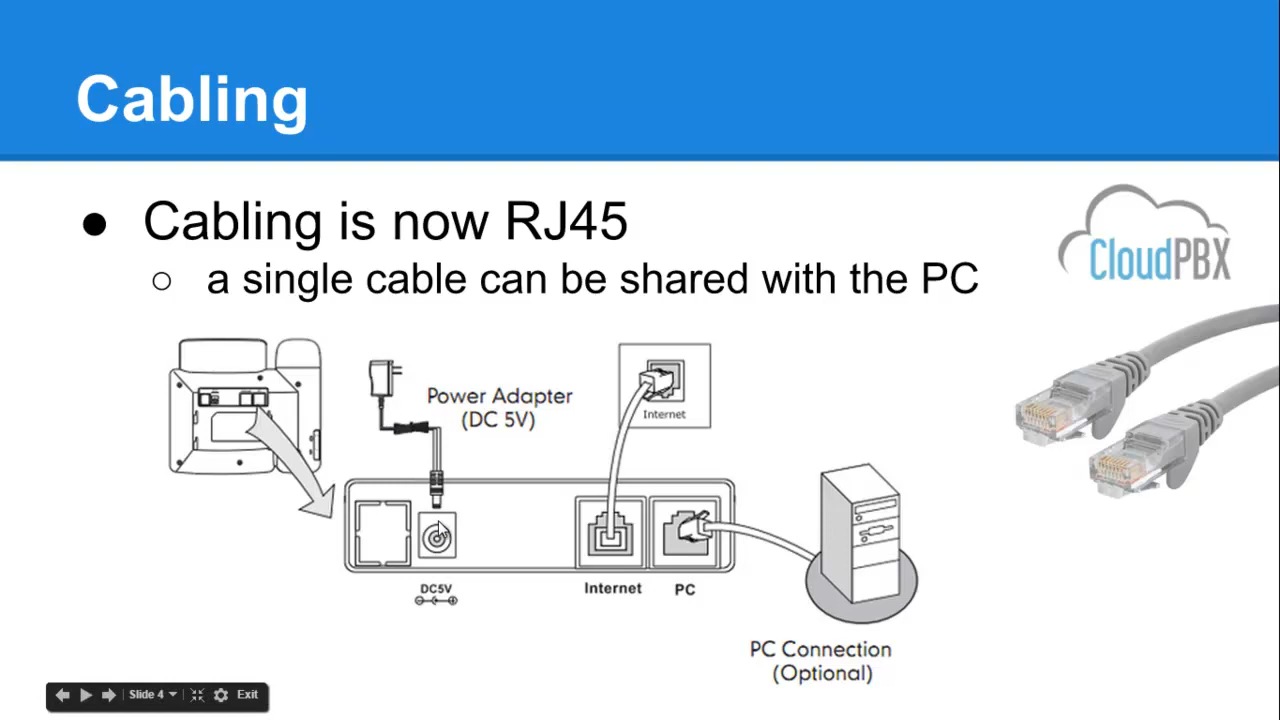 Cabling
● Cabling is now RJ45
○ a single cable can be shared with the PC
CloudPBX
Power Adapter
(DC 5V)
Internet
DC5V
Internet
PC
PC Connection
(Optional)
Slide 4
Exit